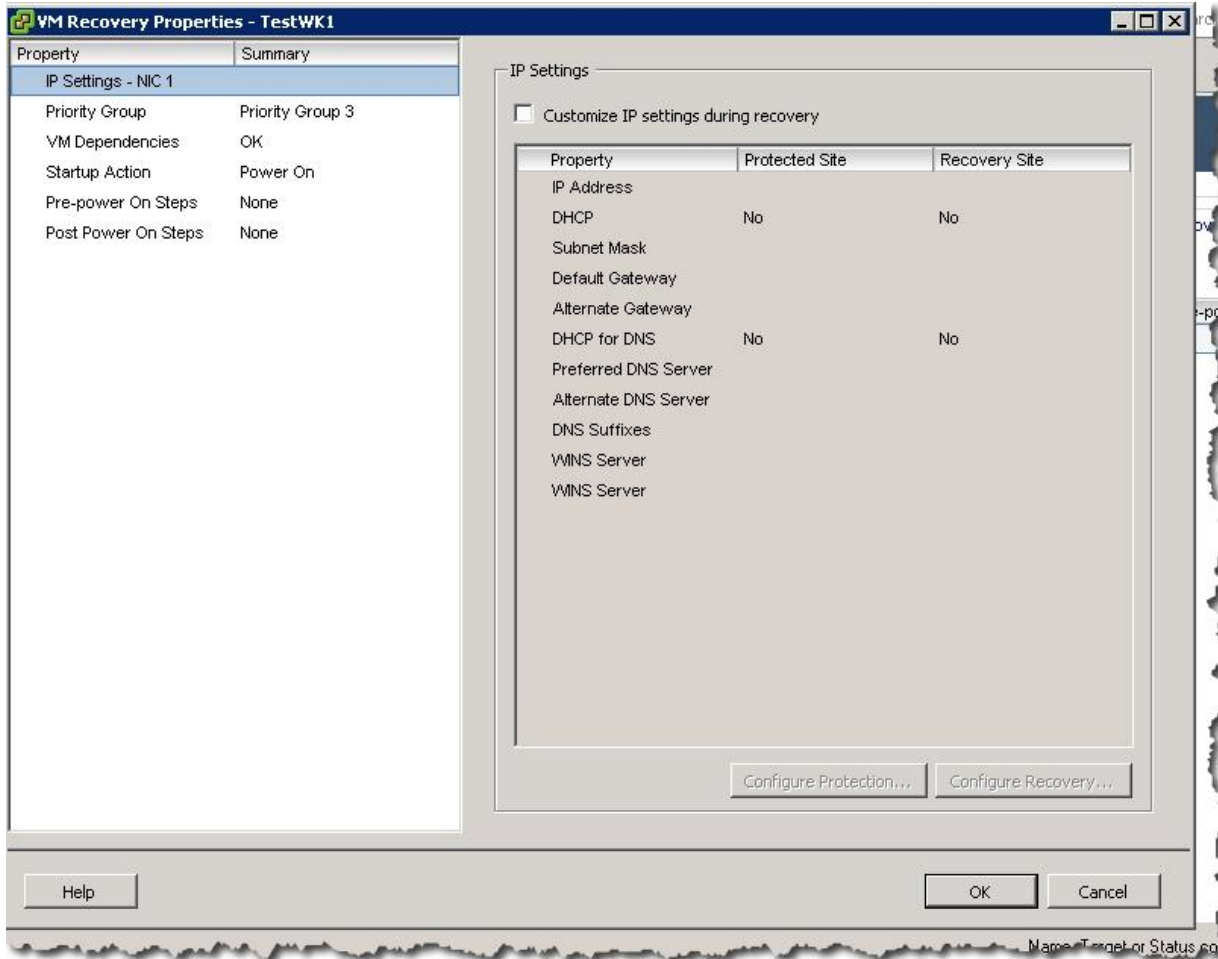 VM Recovery Properties - TestWK1
Property Summary
IP Settings - NIC 1
Priority Group Priority Group 3
VM Dependencies OK
Startup Action Power On
Pre-power On Steps None
Post Power On Steps None
IP Settings
Customize IP settings during recovery
Property Protected Site Recovery Site
IP Address
DHCP No No
Subnet Mask
Default Gateway
Alternate Gateway
DHCP for DNS No No
Preferred DNS Server
Alternate DNS Server
DNS Suffixes
WINS Server
WINS Server
Configure Protection... Configure Recovery...
Help OK Cancel
Name, Target or Status